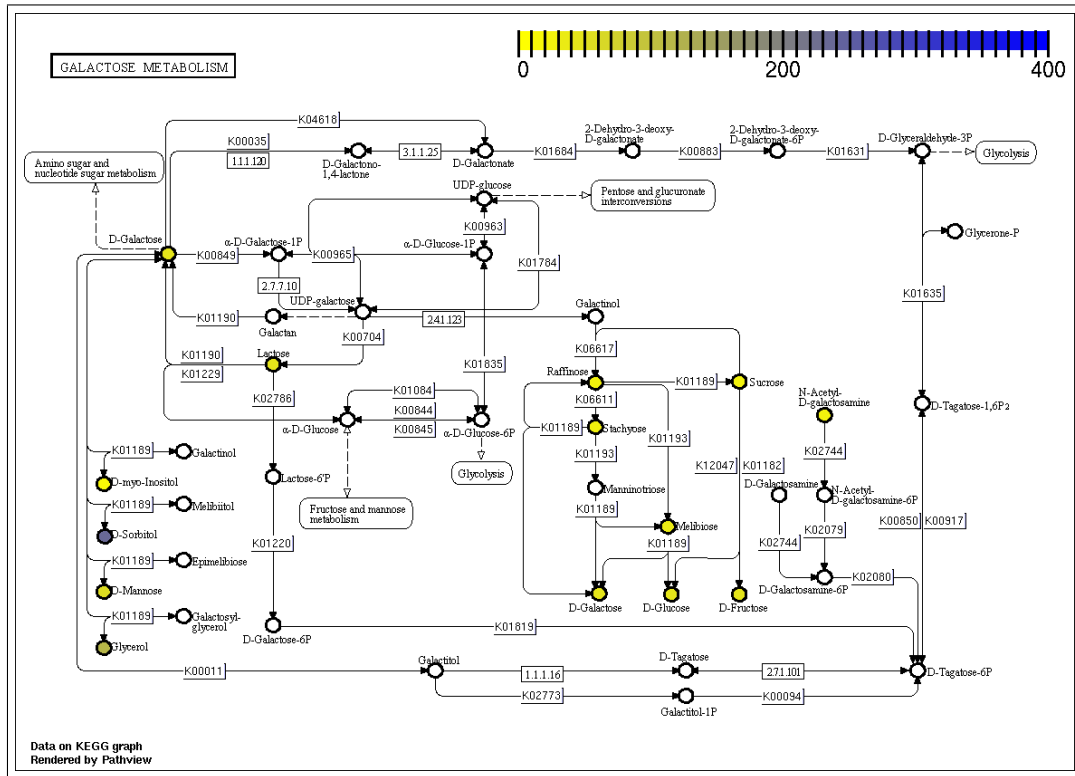 0 200 400
GALACTOSE METABOLISM
K04618
K00035
1.1.1.120
D-Galactono-
1,4-lactone
3.1.1.25
D-Galactonate
K01684
2-Dehydro-3-deoxy-
D-galactonate
K00883
2-Dehydro-3-deoxy-
D-galactonate-6P
K01631
D-Glyceraldehyde-3P
Glycolysis
Amino sugar and
nucleotide sugar metabolism
UDP-glucose
Pentose and glucuronate
interconversions
K00963
D-Galactose
K00849
α-D-Galactose-1P
K00965
α-D-Glucose-1P
K01784
Glycerone-P
2.7.7.10
UDP-galactose
K01635
K01190
Galactan
2.4.1.123
Galactinol
K00704
K01190
K01229
Lactose
K01835
K06617
Raffinose
K01189
Sucrose
K02786
K01084
K00844
K00845
α-D-Glucose
α-D-Glucose-6P
K06611
K01189
Stachyose
K01193
K01193
N-Acetyl-
D-galactosamine
D-Tagatose-1,6P2
K02744
K01189
Galactinol
D-myo-Inositol
Lactose-6'P
Glycolysis
K12047
K01182
D-Galactosamine
N-Acetyl-
D-galactosamine-6P
Manninotriose
K01189
K01189
Melibiitol
D-Sorbitol
Fructose and mannose
metabolism
Melibiose
K01189
K02744
K02079
K00850
K00917
K01220
K01189
Epimelibiose
D-Mannose
D-Galactosamine-6P
K02080
D-Galactose
D-Glucose
D-Fructose
K01189
Galactosyl-
glycerol
Glycerol
D-Galactose-6P
K01819
K00011
Galactitol
1.1.1.16
D-Tagatose
2.7.1.101
D-Tagatose-6P
K02773
Galactitol-1P
K00094
Data on KEGG graph
Rendered by Pathview